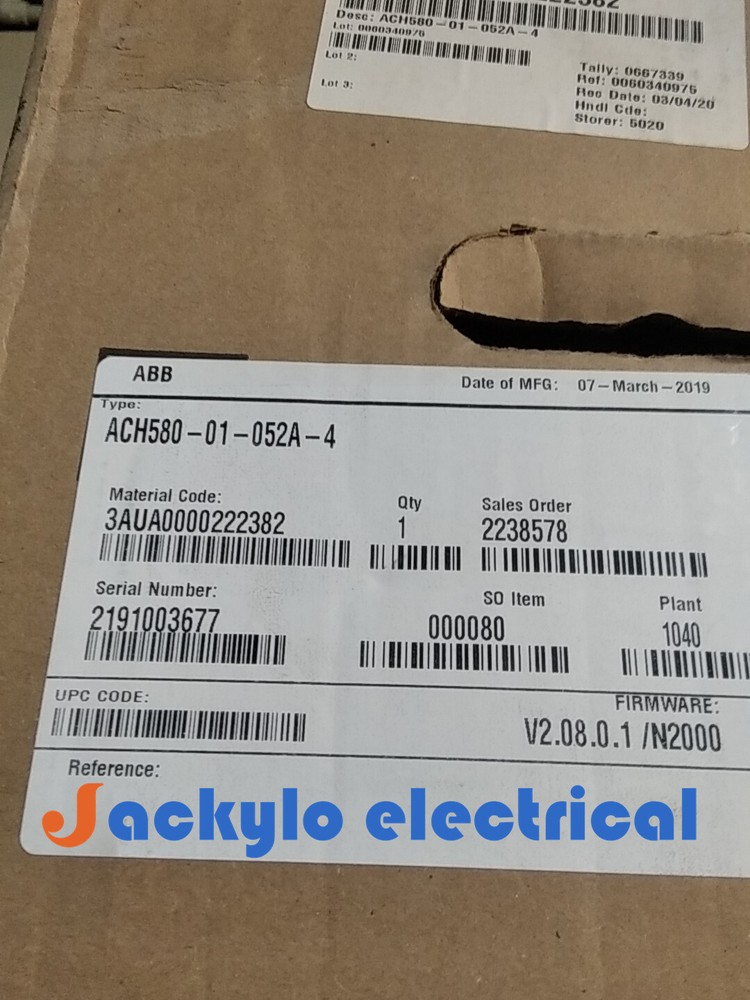 Desc: ACH580-01-052A-4
Lot: 0060340975
Lot 2:
Lot 3:
Tally: 0667339
Ref: 0060340975
Rec Date: 03/04/20
Hndl Cde:
Storer: 5020
ABB
Date of MFG: 07-March-2019
Type:
ACH580-01-052A-4
Material Code:
3AUA0000222382
Qty
1
Sales Order
2238578
Serial Number:
2191003677
SO Item
000080
Plant
1040
UPC CODE:
FIRMWARE:
V2.08.0.1 /N2000
Reference:
Jackylo electrical